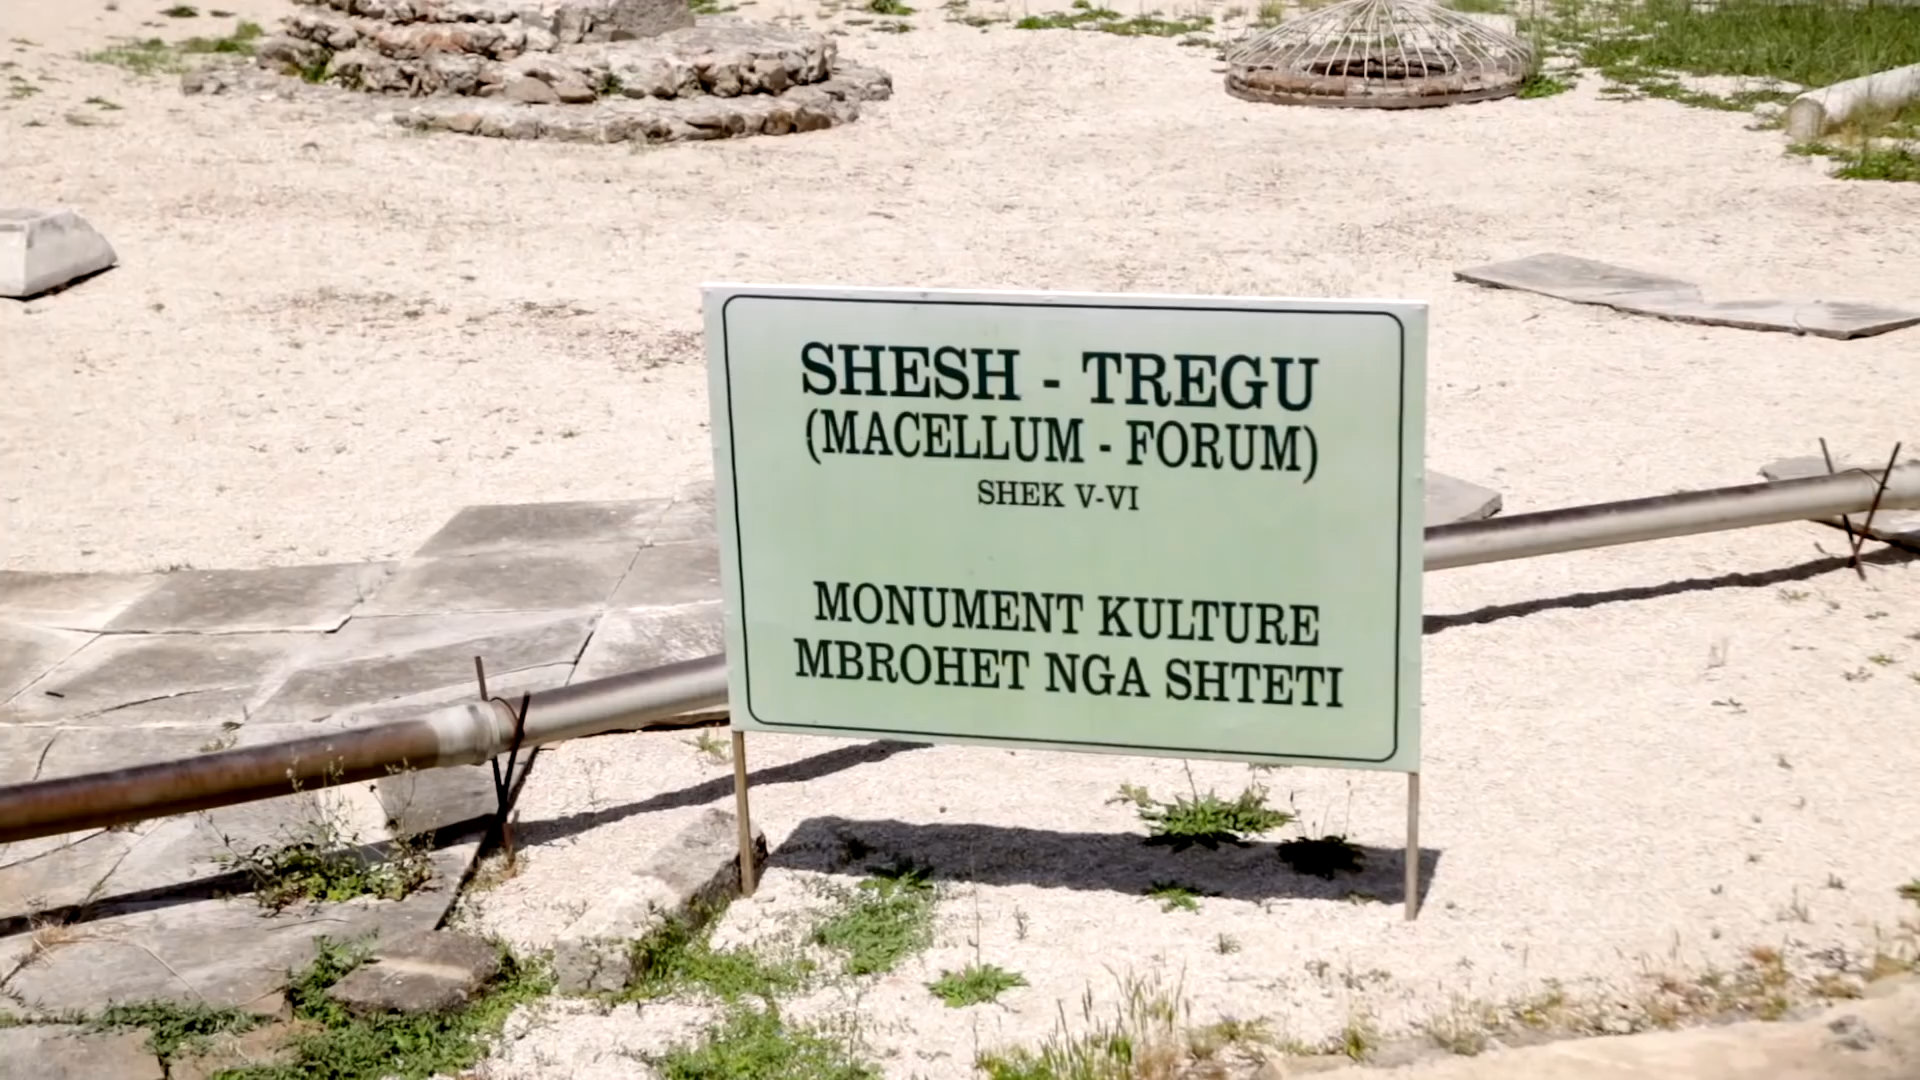 SHESH - TREGU
(MACELLUM - FORUM)
SHEK V-VI
MONUMENT KULTURE
MBROHET NGA SHTETI